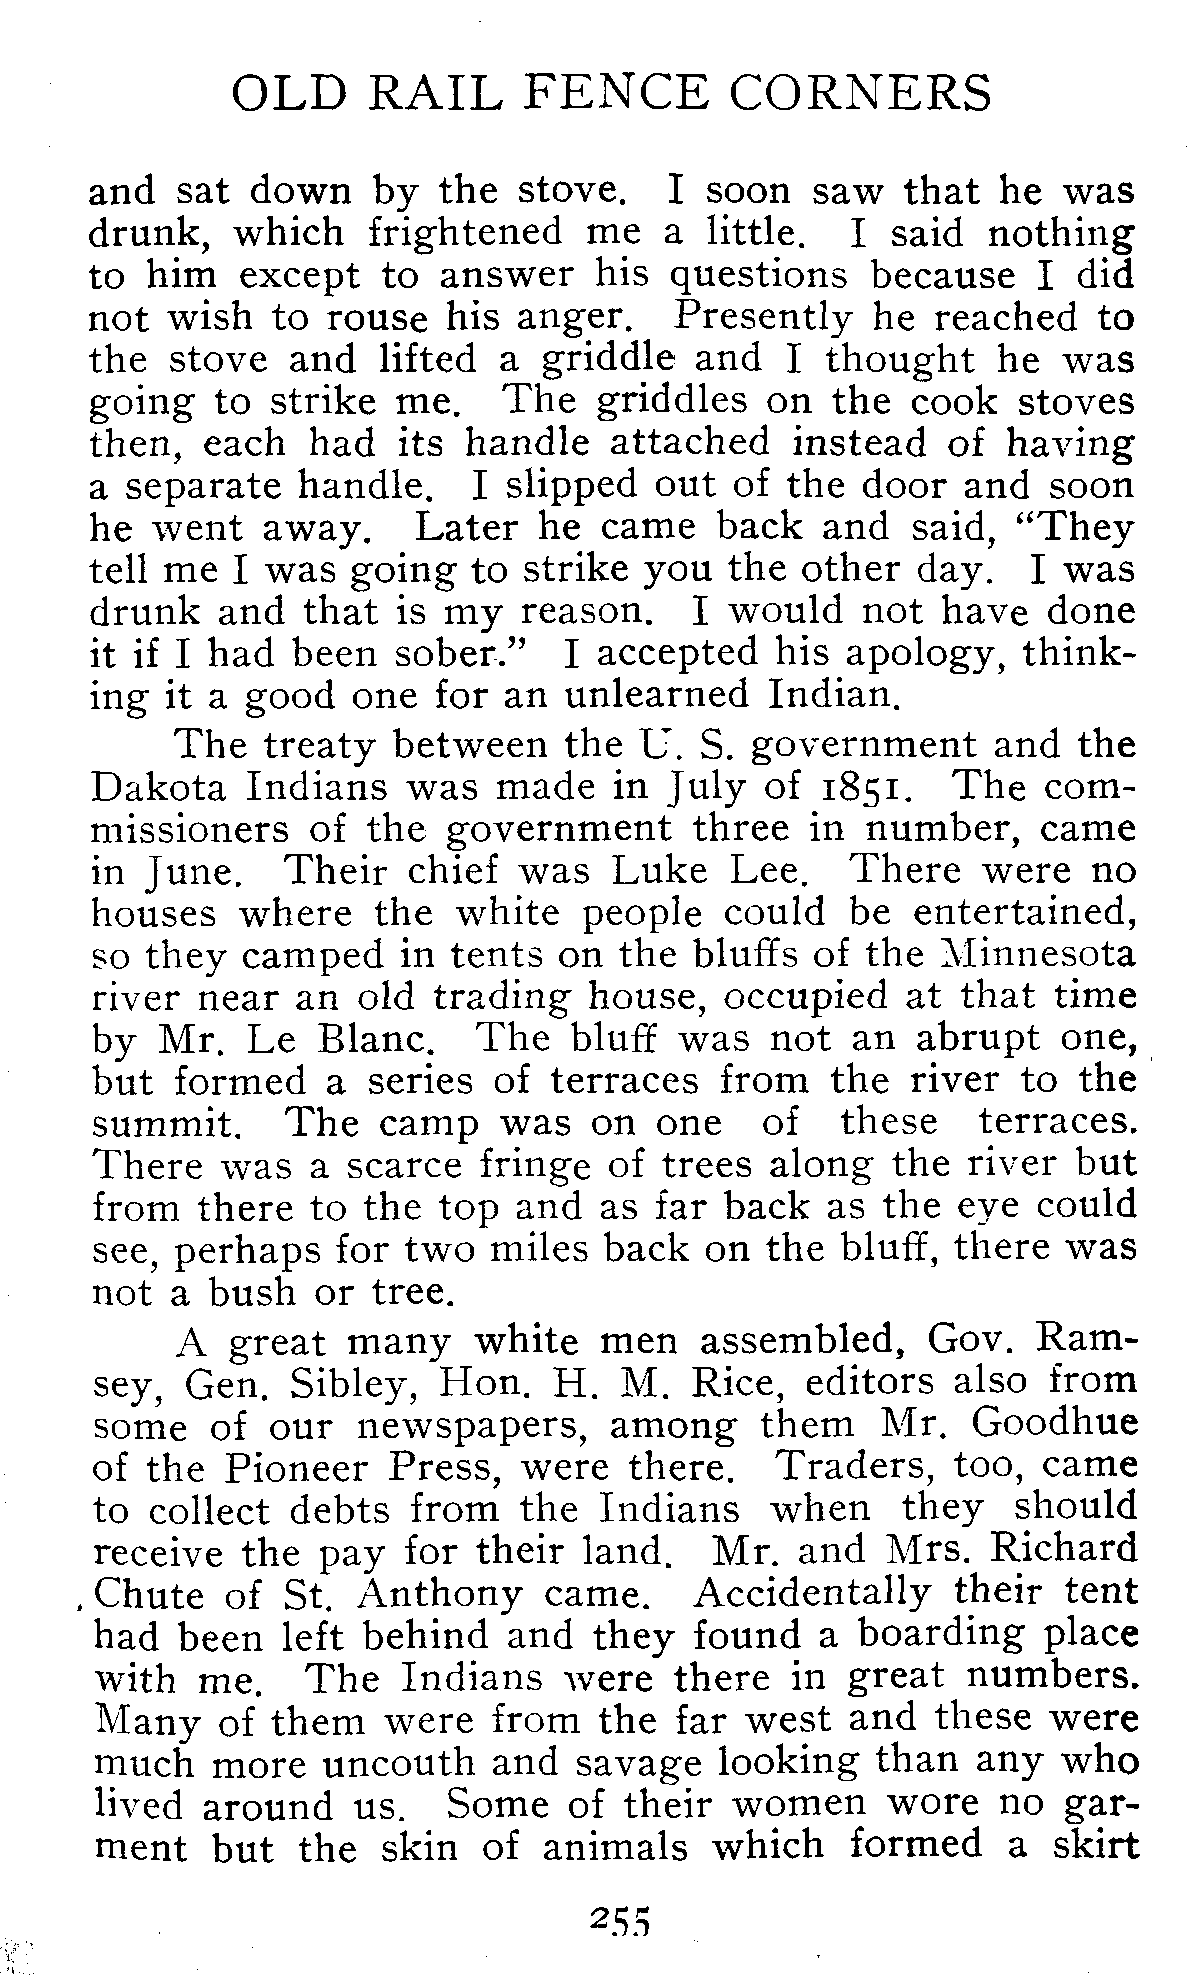 OLD RAIL FENCE CORNERS
and sat down by the stove. I soon saw that he was
drunk, which frightened me a little. I said nothing
to him except to answer his questions because I did
not wish to rouse his anger. Presently he reached to
the stove and lifted a griddle and I thought he was
going to strike me. The griddles on the cook stoves
then, each had its handle attached instead of having
a separate handle. I slipped out of the door and soon
he went away. Later he came back and said, “They
tell me I was going to strike you the other day. I was
drunk and that is my reason. I would not have done
it if I had been sober.” I accepted his apology, think-
ing it a good one for an unlearned Indian.
The treaty between the U. S. government and the
Dakota Indians was made in July of 1851. The com-
missioners of the government three in number, came
in June. Their chief was Luke Lee. There were no
houses where the white people could be entertained,
so they camped in tents on the bluffs of the Minnesota
river near an old trading house, occupied at that time
by Mr. Le Blanc. The bluff was not an abrupt one,
but formed a series of terraces from the river to the
summit. The camp was on one of these terraces.
There was a scarce fringe of trees along the river but
from there to the top and as far back as the eye could
see, perhaps for two miles back on the bluff, there was
not a bush or tree.
A great many white men assembled, Gov. Ram-
sey, Gen. Sibley, Hon. H. M. Rice, editors also from
some of our newspapers, among them Mr. Goodhue
of the Pioneer Press, were there. Traders, too, came
to collect debts from the Indians when they should
receive the pay for their land. Mr. and Mrs. Richard
Chute of St. Anthony came. Accidentally their tent
had been left behind and they found a boarding place
with me. The Indians were there in great numbers.
Many of them were from the far west and these were
much more uncouth and savage looking than any who
lived around us. Some of their women wore no gar-
ment but the skin of animals which formed a skirt
255